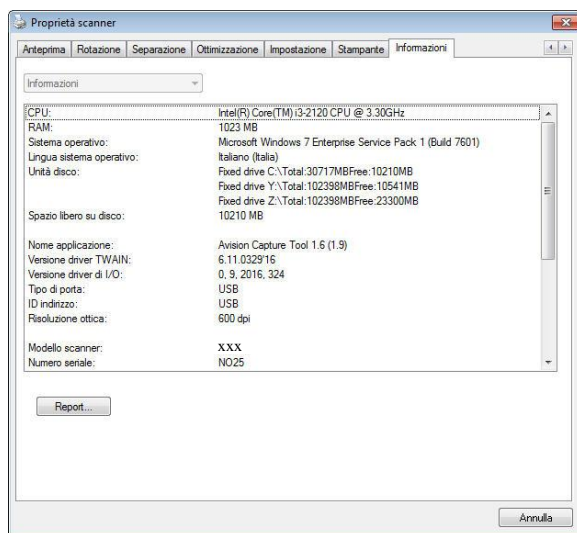 Proprietà scanner
Anteprima Rotazione Separazione Ottimizzazione Impostazione Stampante Informazioni
Informazioni
CPU: Intel(R) Core(TM) i3-2120 CPU @ 3.30GHz
RAM: 1023 MB
Sistema operativo: Microsoft Windows 7 Enterprise Service Pack 1 (Build 7601)
Lingua sistema operativo: Italiano (Italia)
Unità disco: Fixed drive C:\Total:30717MBFree:10210MB
Fixed drive Y:\Total:102398MBFree:10541MB
Fixed drive Z:\Total:102398MBFree:23300MB
Spazio libero su disco: 10210 MB
Nome applicazione: Avision Capture Tool 1.6 (1.9)
Versione driver TWAIN: 6.11.0329'16
Versione driver di I/O: 0, 9, 2016, 324
Tipo di porta: USB
ID indirizzo: USB
Risoluzione ottica: 600 dpi
Modello scanner: XXX
Numero seriale: NO25
Report...
Annulla